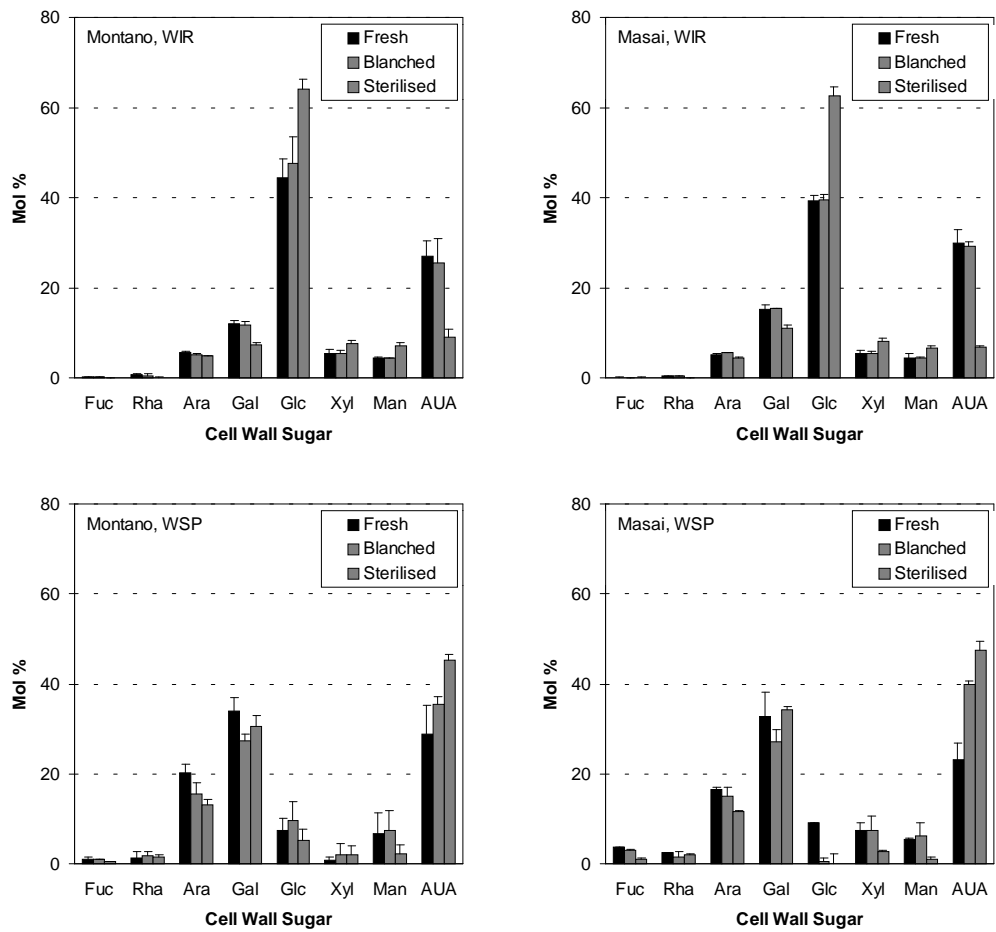 Montano, WIR
Fresh
Blanched
Sterilised
80
60
40
20
0
Mol %
Fuc Rha Ara Gal Glc Xyl Man AUA
Cell Wall Sugar
Masai, WIR
Fresh
Blanched
Sterilised
80
60
40
20
0
Mol %
Fuc Rha Ara Gal Glc Xyl Man AUA
Cell Wall Sugar
Montano, WSP
Fresh
Blanched
Sterilised
80
60
40
20
0
Mol %
Fuc Rha Ara Gal Glc Xyl Man AUA
Cell Wall Sugar
Masai, WSP
Fresh
Blanched
Sterilised
80
60
40
20
0
Mol %
Fuc Rha Ara Gal Glc Xyl Man AUA
Cell Wall Sugar